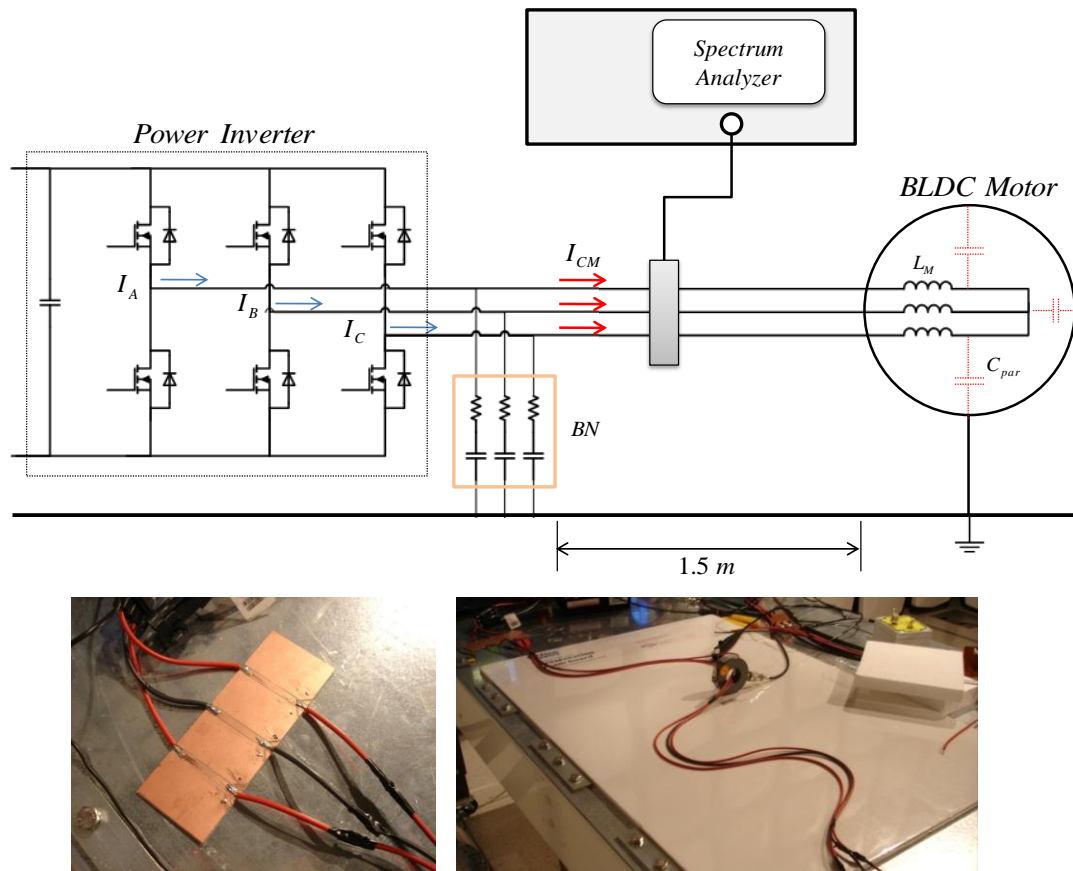 Spectrum
Analyzer
Power Inverter
BLDC Motor
I_CM
L_M
I_A
I_B
I_C
C_par
BN
1.5 m